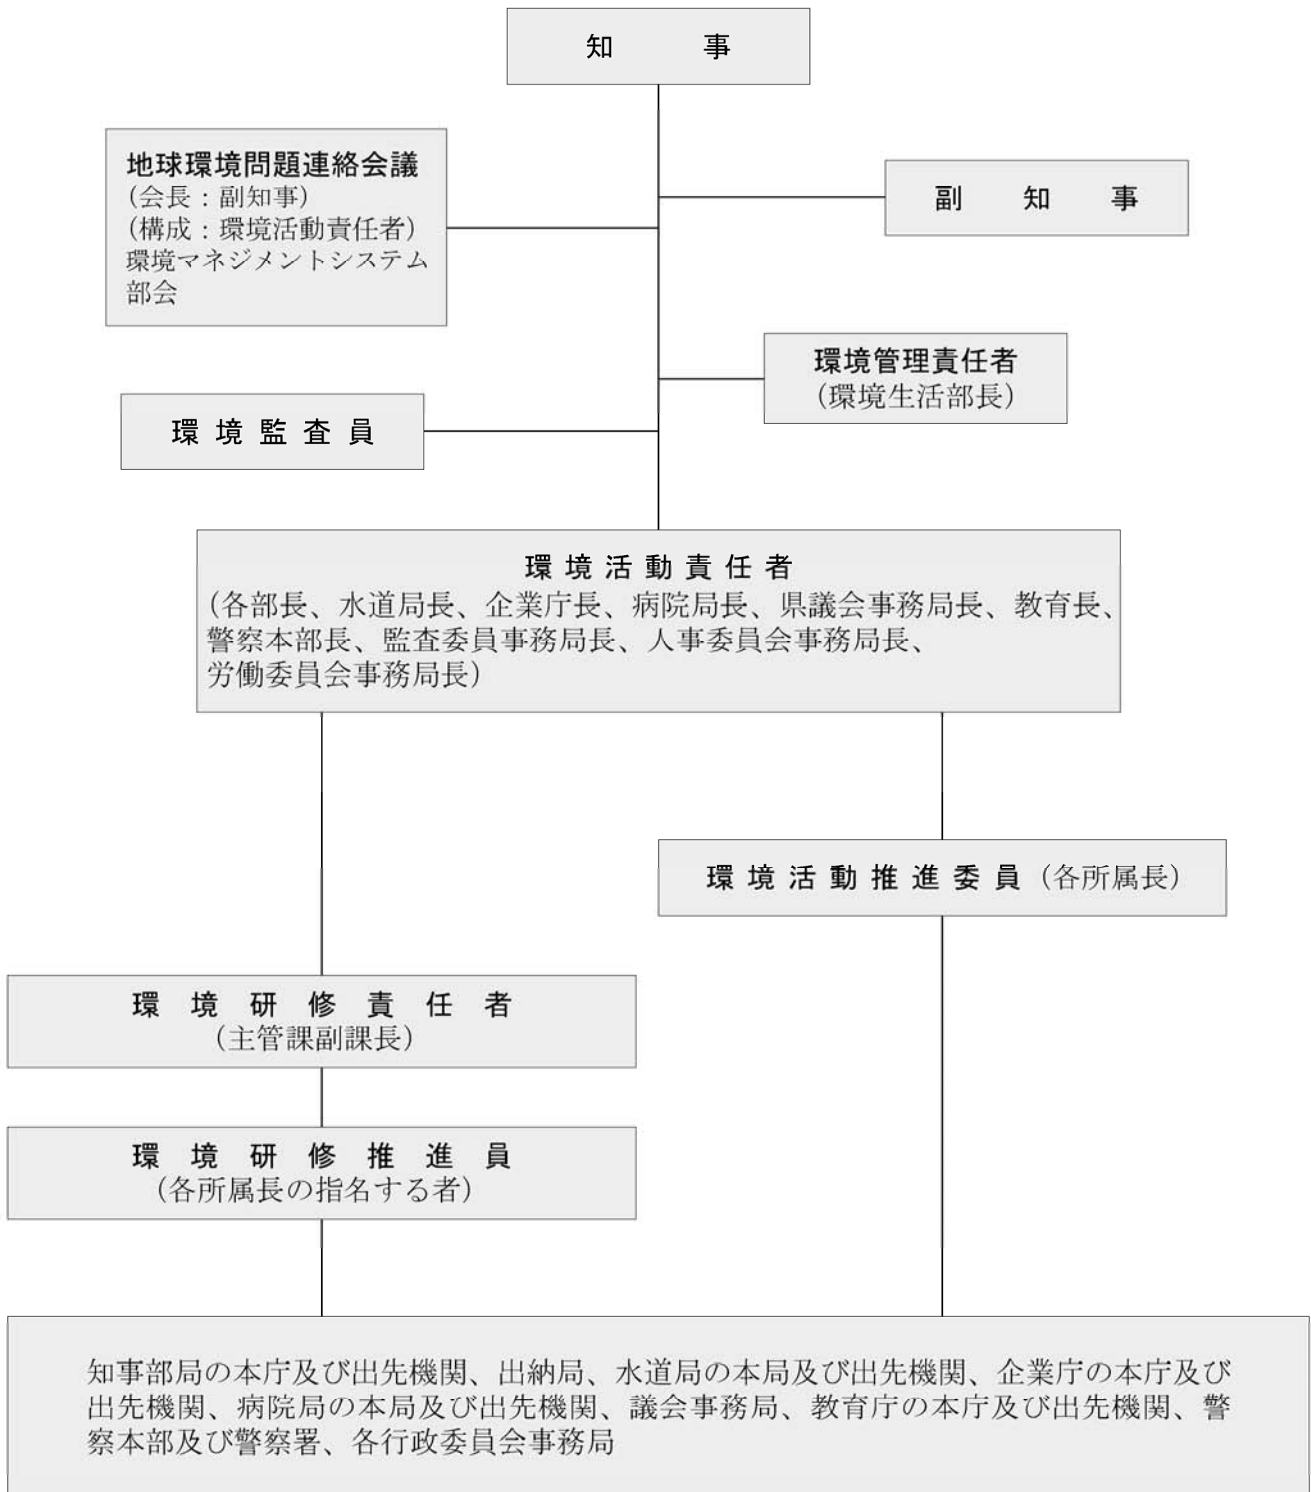 知事
地球環境問題連絡会議
(会長:副知事)
(構成:環境活動責任者)
環境マネジメントシステム
部会
副知事
環境管理責任者
(環境生活部長)
環境監査員
環境活動責任者
(各部長、水道局長、企業庁長、病院局長、県議会事務局長、教育長、
警察本部長、監査委員事務局長、人事委員会事務局長、
労働委員会事務局長)
環境活動推進委員(各所属長)
環境研修責任者
(主管課副課長)
環境研修推進員
(各所属長の指名する者)
知事部局の本庁及び出先機関、出納局、水道局の本局及び出先機関、企業庁の本庁及び
出先機関、病院局の本局及び出先機関、議会事務局、教育庁の本庁及び出先機関、警
察本部及び警察署、各行政委員会事務局